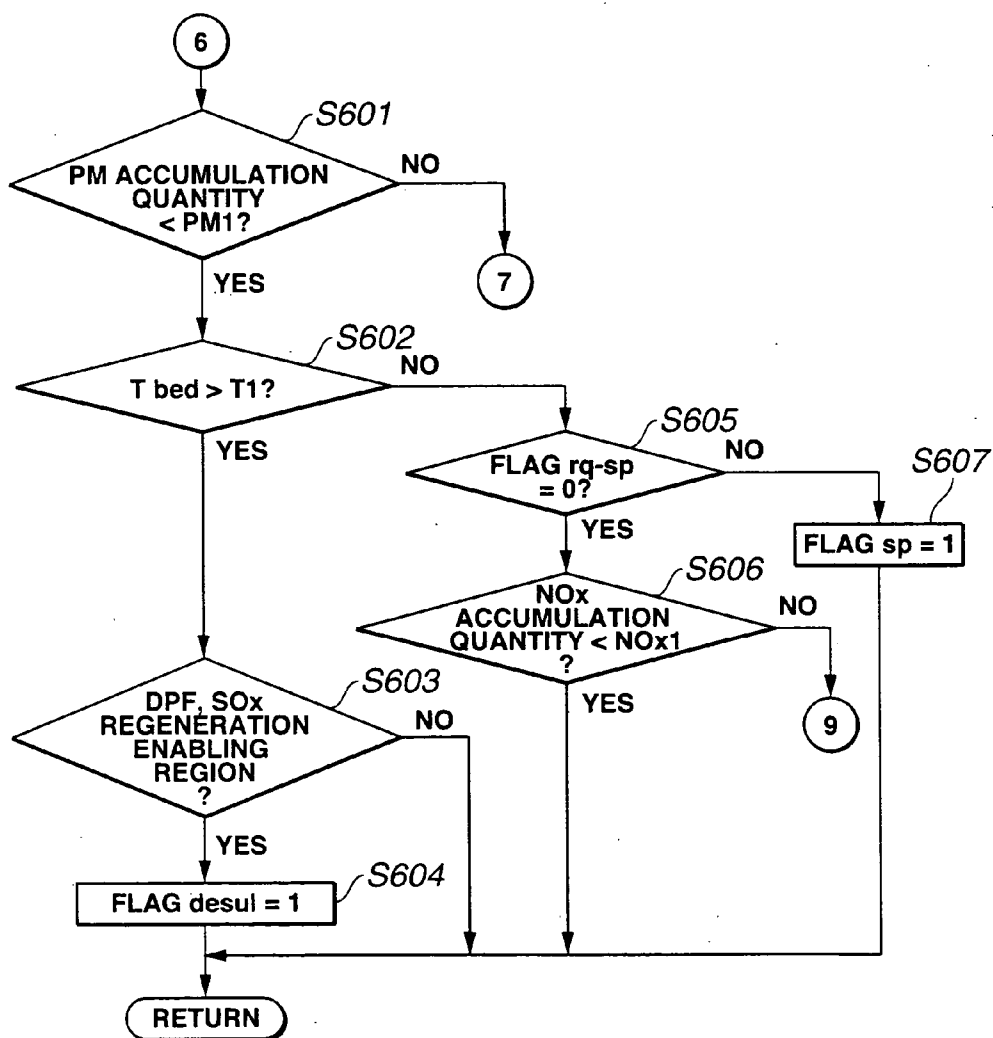 6
S601
PM ACCUMULATION
QUANTITY
< PM1?
NO
YES
7
S602
T bed > T1?
NO
YES
S605
FLAG rq-sp
= 0?
NO
YES
S607
FLAG sp = 1
S606
NOx
ACCUMULATION
QUANTITY < NOx1
?
NO
YES
9
S603
DPF, SOx
REGENERATION
ENABLING
REGION
?
NO
YES
S604
FLAG desul = 1
RETURN